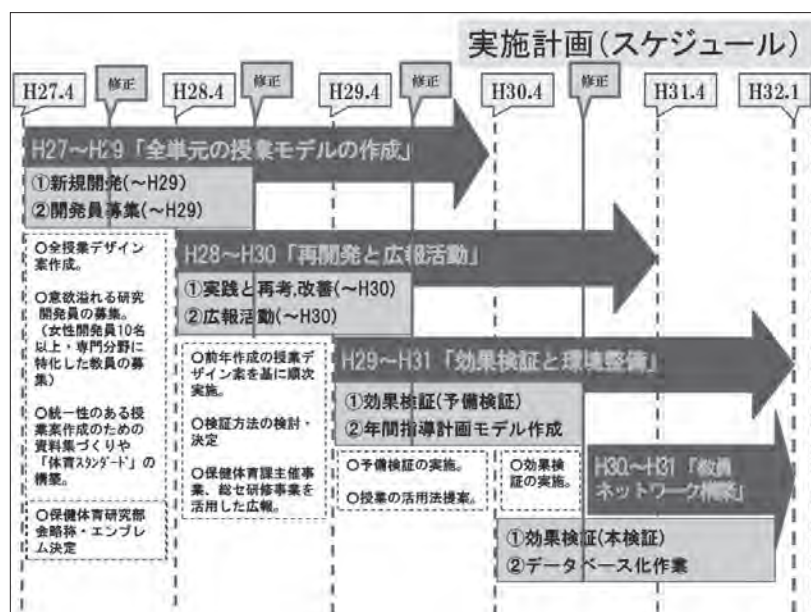 実施計画(スケジュール)
H27.4
修正
H28.4
修正
H29.4
修正
H30.4
修正
H31.4
H32.1
H27～H29「全単元の授業モデルの作成」
①新規開発(～H29)
②開発員募集(～H29)
○全授業デザイン
案作成。
○意欲溢れる研究
開発員の募集。
(女性開発員10名
以上・専門分野に
特化した教員の募
集)
○統一性のある授
業案作成のための
資料集づくりや
「体育スタンダード」の
構築。
○保健体育研究部
会略称・エンブレ
ム決定
H28～H30「再開発と広報活動」
①実践と再考,改善(～H30)
②広報活動(～H30)
○前年作成の授業デ
ザイン案を基に順次
実施。
○検証方法の検討・
決定
○保健体育課主催事
業、総セ研修事業を
活用した広報。
H29～H31「効果検証と環境整備」
①効果検証(予備検証)
②年間指導計画モデル作成
○予備検証の実施。
○授業の活用法提案。
○効果検
証の実施。
H30～H31「教員
ネットワーク構築」
①効果検証(本検証)
②データベース化作業